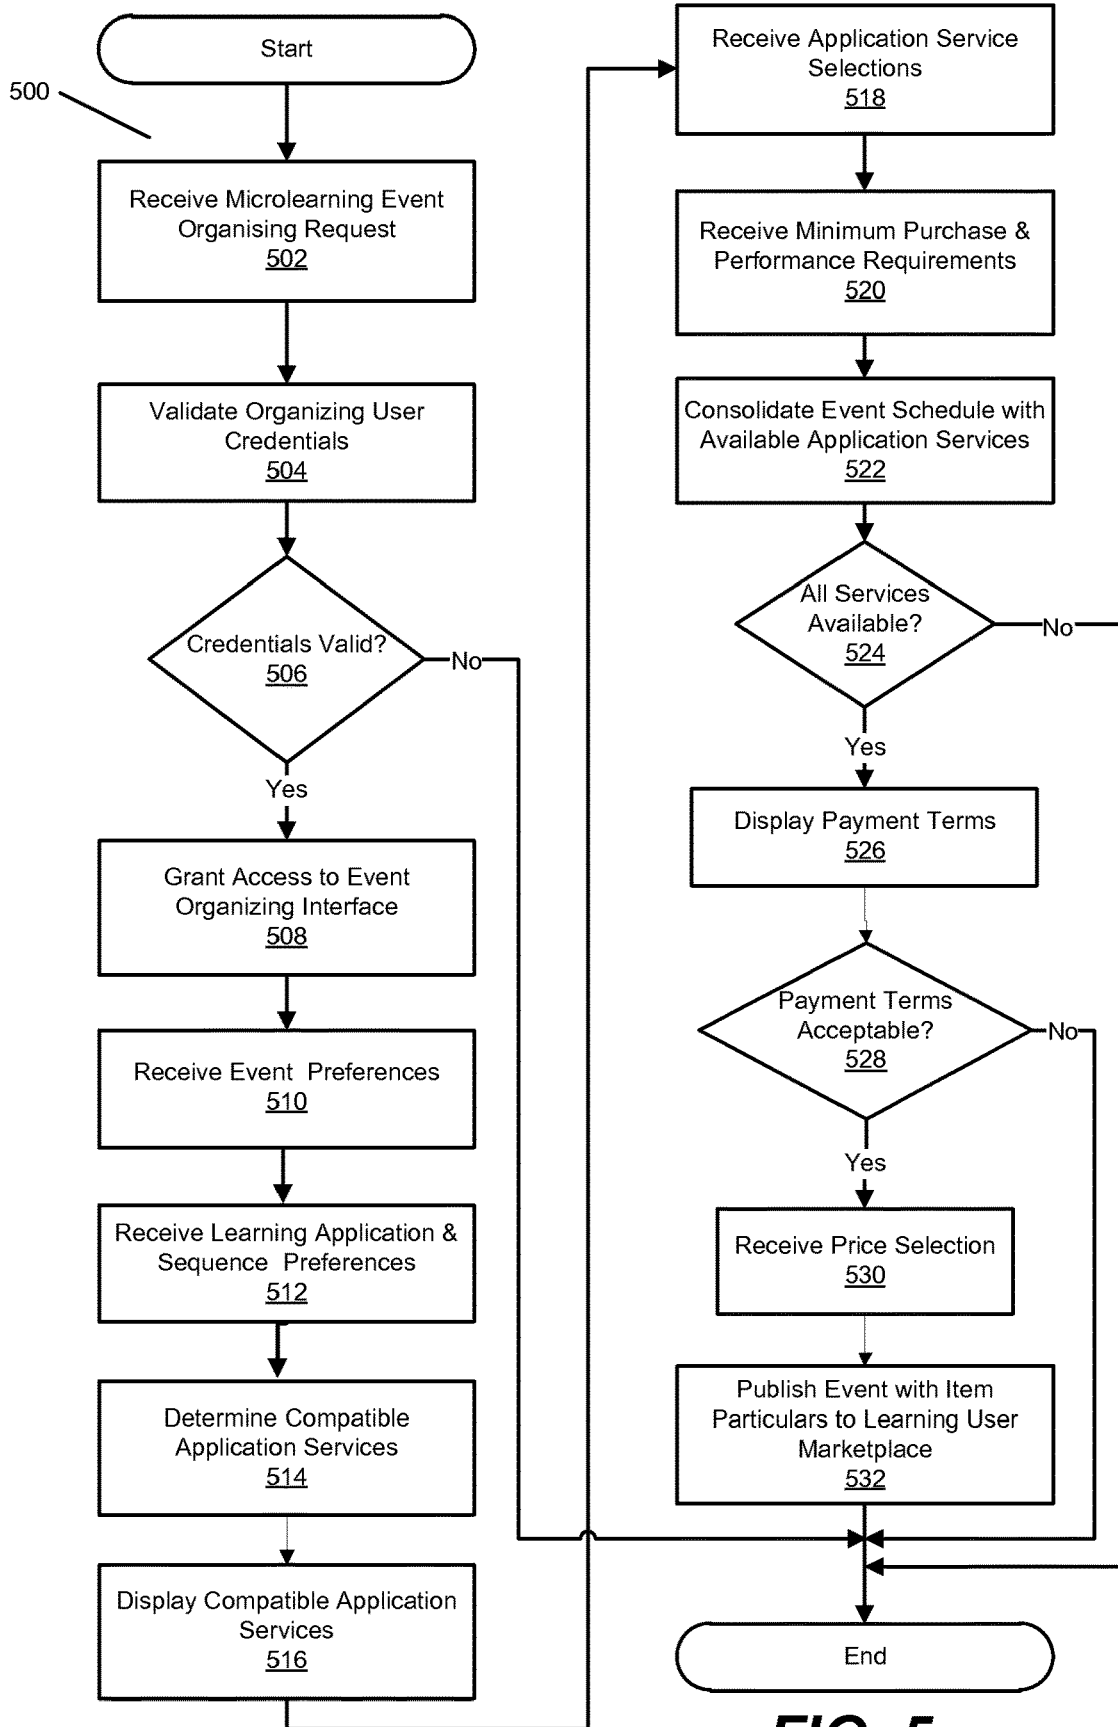 Start
500
Receive Microlearning Event
Organising Request
502
Validate Organizing User
Credentials
504
Credentials Valid?
506
No
Yes
Grant Access to Event
Organizing Interface
508
Receive Event Preferences
510
Receive Learning Application &
Sequence Preferences
512
Determine Compatible
Application Services
514
Display Compatible Application
Services
516
Receive Application Service
Selections
518
Receive Minimum Purchase &
Performance Requirements
520
Consolidate Event Schedule with
Available Application Services
522
All Services
Available?
524
No
Yes
Display Payment Terms
526
Payment Terms
Acceptable?
528
No
Yes
Receive Price Selection
530
Publish Event with Item
Particulars to Learning User
Marketplace
532
End
FIG. 5